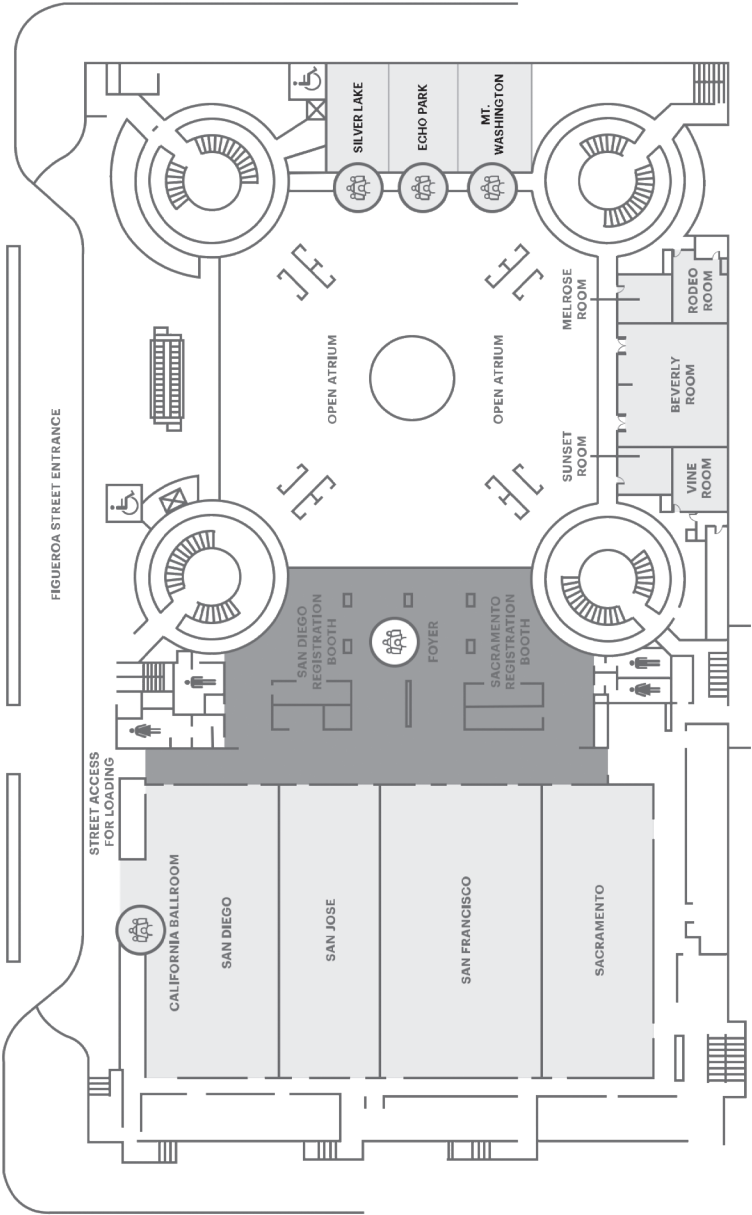 SILVER LAKE
ECHO PARK
MT.
WASHINGTON
MELROSE
ROOM
RODEO
ROOM
OPEN ATRIUM
OPEN ATRIUM
BEVERLY
ROOM
FIGUEROA STREET ENTRANCE
SUNSET
ROOM
VINE
ROOM
SAN DIEGO
REGISTRATION
BOOTH
FOYER
SACRAMENTO
REGISTRATION
BOOTH
STREET ACCESS
FOR LOADING
CALIFORNIA BALLROOM
SAN DIEGO
SAN JOSE
SAN FRANCISCO
SACRAMENTO